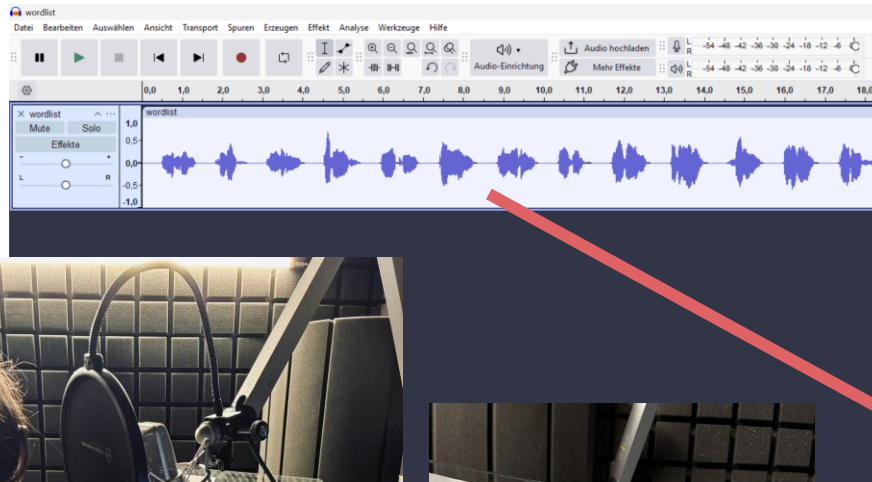 wordlist
Datei Bearbeiten Auswählen Ansicht Transport Spuren Erzeugen Effekt Analyse Werkzeuge Hilfe
Audio-Einrichtung
Audio hochladen
Mehr Effekte
L
R
-54 -48 -42 -36 -30 -24 -18 -12 -6
L
R
-54 -48 -42 -36 -30 -24 -18 -12 -6
0,0 1,0 2,0 3,0 4,0 5,0 6,0 7,0 8,0 9,0 10,0 11,0 12,0 13,0 14,0 15,0 16,0 17,0 18,0
wordlist
Mute Solo
Effekte
- +
L R
1,0
0,5-
0,0-
-0,5-
-1,0
wordlist